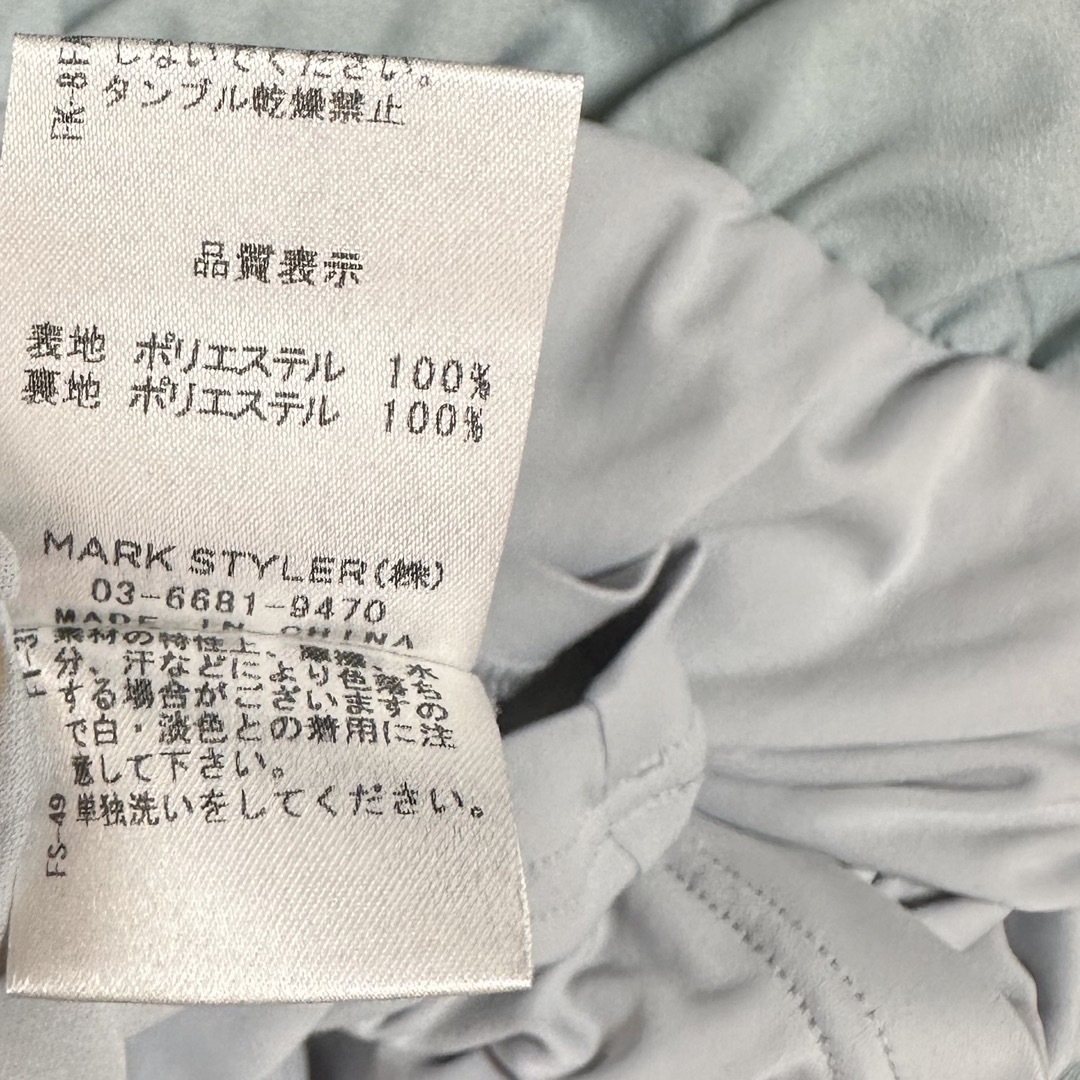 しないでください。
タンブル乾燥禁止
FK-8
品質表示
表地 ポリエステル 100%
裏地 ポリエステル 100%
MARK STYLER(株)
03-6681-9470
MADE IN CHINA
素材の特性上、摩擦、水
分、汗などにより色落ち
する場合がございますの
で白・淡色との着用に注
意して下さい。
単独洗いをしてください。
FI-3
FS-49